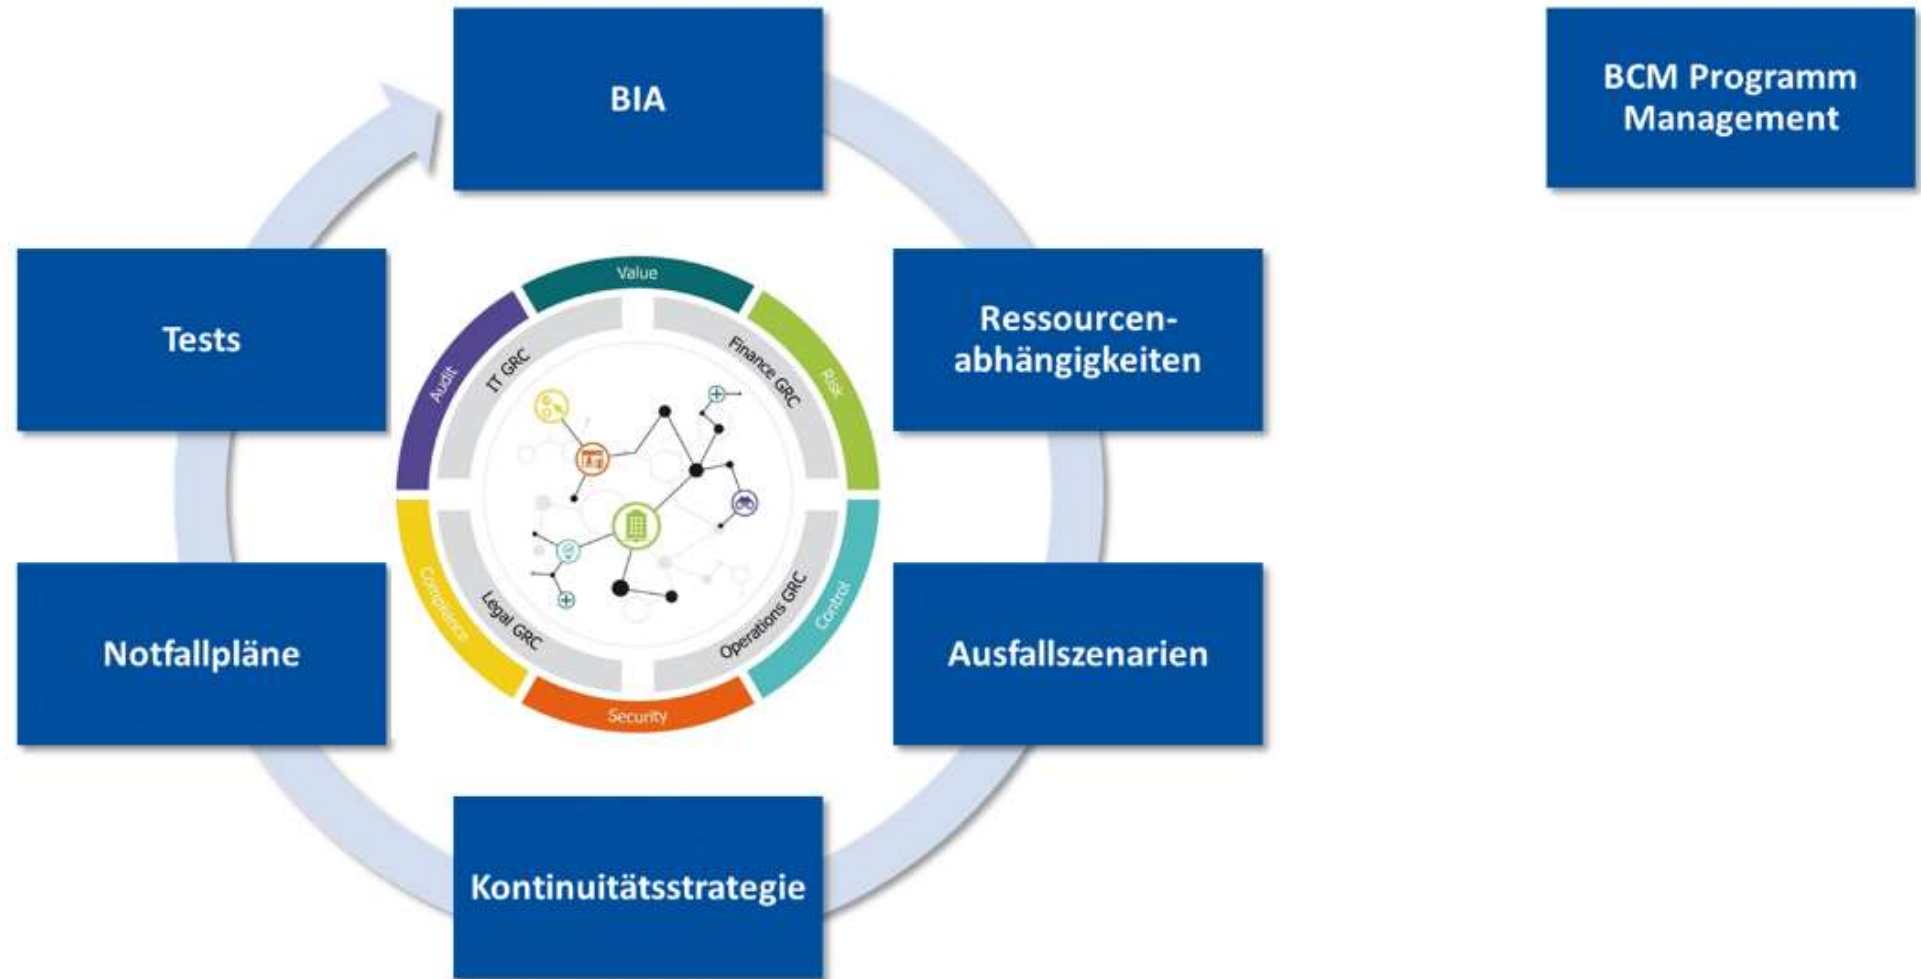 BIA
BCM Programm
Management
Tests
Ressourcen-
abhängigkeiten
Value
Audit
IT GRC
Finance GRC
Risk
Compliance
Legal GRC
Operations GRC
Control
Security
Notfallpläne
Ausfallszenarien
Kontinuitätsstrategie